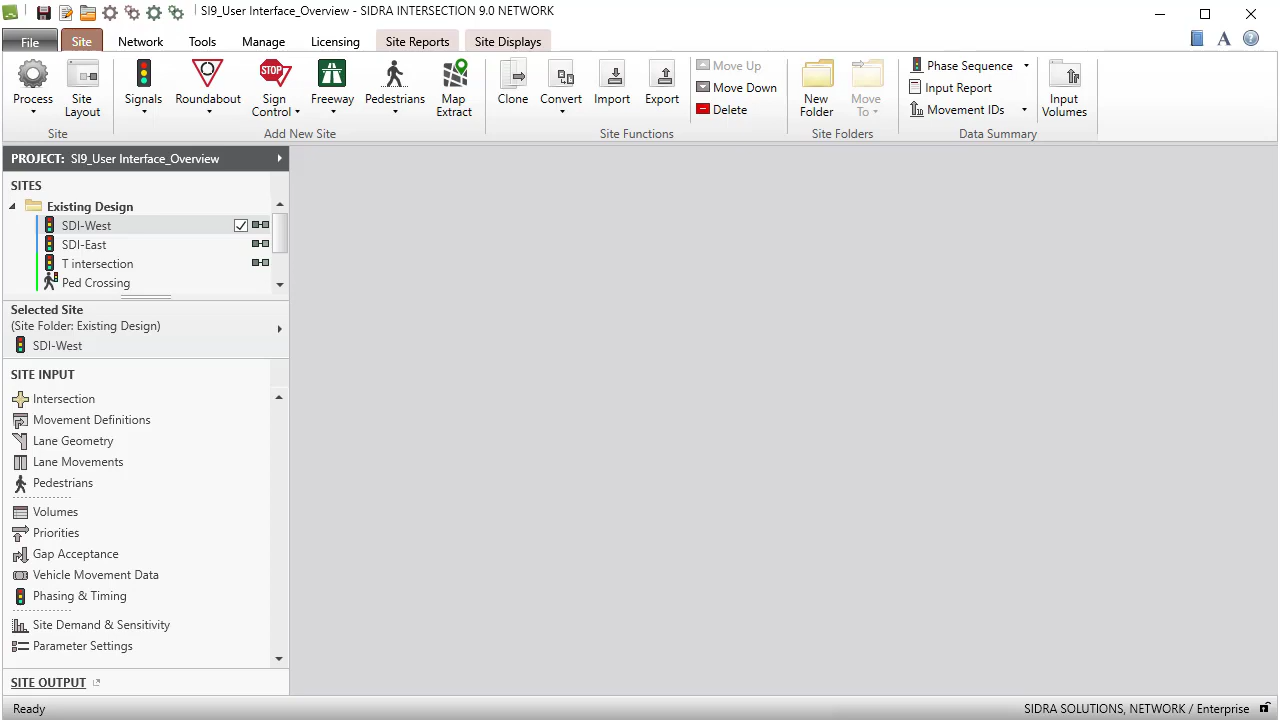 SI9_User Interface_Overview - SIDRA INTERSECTION 9.0 NETWORK
File Site Network Tools Manage Licensing Site Reports Site Displays
Process Site Layout Signals Roundabout Sign Control Freeway Pedestrians Map Extract Clone Convert Import Export Move Up Move Down Delete New Folder Move To Phase Sequence Input Report Movement IDs Input Volumes
STOP
Site Add New Site Site Functions Site Folders Data Summary
PROJECT: SI9_User Interface_Overview
SITES
Existing Design
SDI-West
SDI-East
T intersection
Ped Crossing
Selected Site
(Site Folder: Existing Design)
SDI-West
SITE INPUT
Intersection
Movement Definitions
Lane Geometry
Lane Movements
Pedestrians
Volumes
Priorities
Gap Acceptance
Vehicle Movement Data
Phasing & Timing
Site Demand & Sensitivity
Parameter Settings
SITE OUTPUT
Ready SIDRA SOLUTIONS, NETWORK / Enterprise